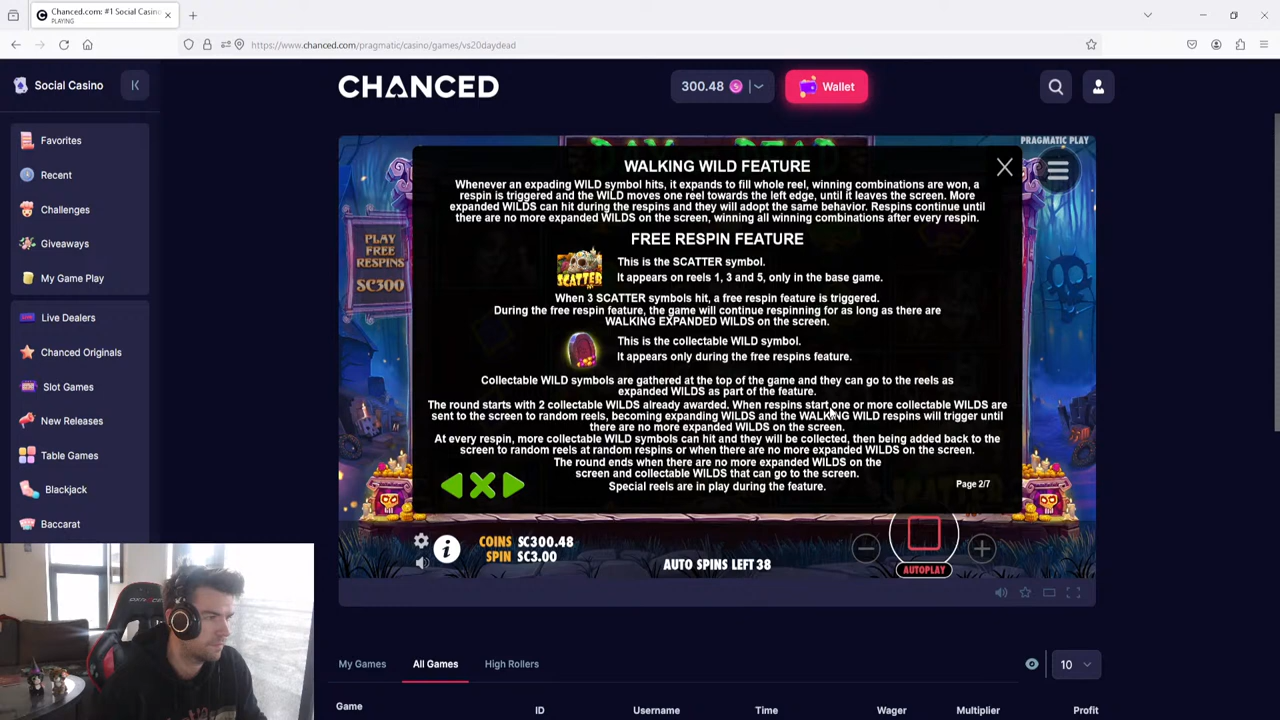 Chanced.com: #1 Social Casino
PLAYING
https://www.chanced.com/pragmatic/casino/games/vs20daydead
Social Casino
CHANCED
300.48
Wallet
Favorites
Recent
Challenges
Giveaways
My Game Play
Live Dealers
Chanced Originals
Slot Games
New Releases
Table Games
Blackjack
Baccarat
PRAGMATIC PLAY
PLAY
FREE
RESPINS
SC300
WALKING WILD FEATURE
Whenever an expading WILD symbol hits, it expands to fill whole reel, winning combinations are won, a
respin is triggered and the WILD moves one reel towards the left edge, until it leaves the screen. More
expanded WILDS can hit during the respins and they will adopt the same behavior. Respins continue until
there are no more expanded WILDS on the screen, winning all winning combinations after every respin.
FREE RESPIN FEATURE
SCATTER
This is the SCATTER symbol.
It appears on reels 1, 3 and 5, only in the base game.
When 3 SCATTER symbols hit, a free respin feature is triggered.
During the free respin feature, the game will continue respinning for as long as there are
WALKING EXPANDED WILDS on the screen.
This is the collectable WILD symbol.
It appears only during the free respins feature.
Collectable WILD symbols are gathered at the top of the game and they can go to the reels as
expanded WILDS as part of the feature.
The round starts with 2 collectable WILDS already awarded. When respins start one or more collectable WILDS are
sent to the screen to random reels, becoming expanding WILDS and the WALKING WILD respins will trigger until
there are no more expanded WILDS on the screen.
At every respin, more collectable WILD symbols can hit and they will be collected, then being added back to the
screen to random reels at random respins or when there are no more expanded WILDS on the screen.
The round ends when there are no more expanded WILDS on the
screen and collectable WILDS that can go to the screen.
Special reels are in play during the feature.
Page 2/7
COINS SC300.48
SPIN SC3.00
AUTO SPINS LEFT 38
AUTOPLAY
My Games
All Games
High Rollers
10
Game
ID
Username
Time
Wager
Multiplier
Profit